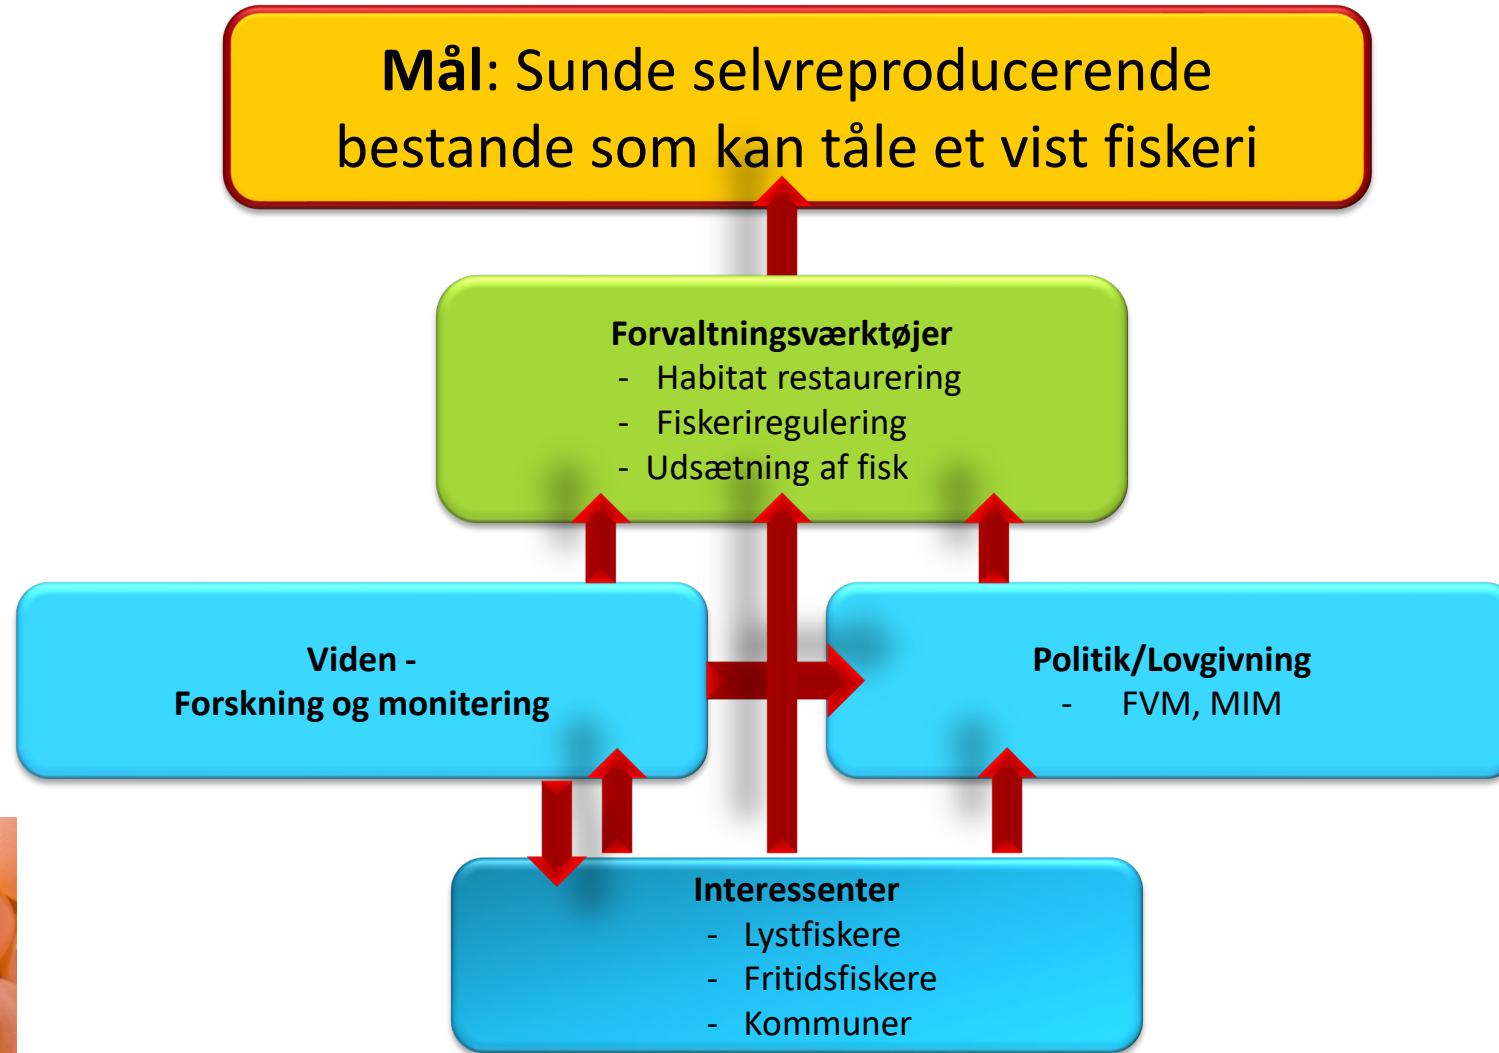 Mål: Sunde selvreproducerende
bestande som kan tåle et vist fiskeri
Forvaltningsværktøjer
- Habitat restaurering
- Fiskeriregulering
- Udsætning af fisk
Viden -
Forskning og monitering
Politik/Lovgivning
- FVM, MIM
Interessenter
- Lystfiskere
- Fritidsfiskere
- Kommuner